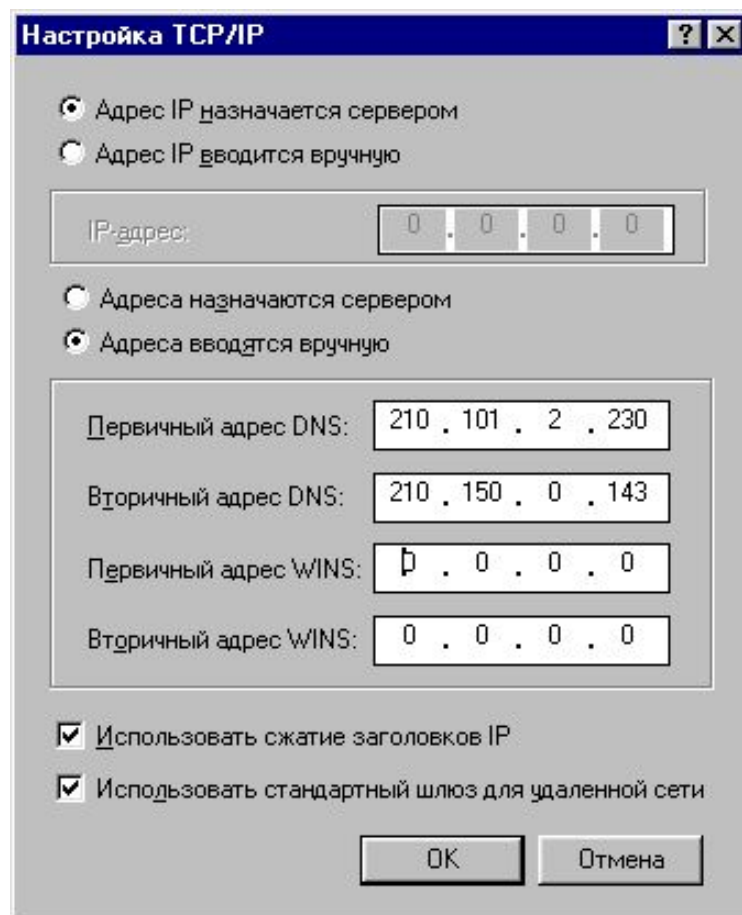 Настройка TCP/IP
Адрес IP назначается сервером
Адрес IP вводится вручную
IP-адрес: 0 . 0 . 0 . 0
Адреса назначаются сервером
Адреса вводятся вручную
Первичный адрес DNS: 210 . 101 . 2 . 230
Вторичный адрес DNS: 210 . 150 . 0 . 143
Первичный адрес WINS: 0 . 0 . 0 . 0
Вторичный адрес WINS: 0 . 0 . 0 . 0
Использовать сжатие заголовков IP
Использовать стандартный шлюз для удаленной сети
OK Отмена